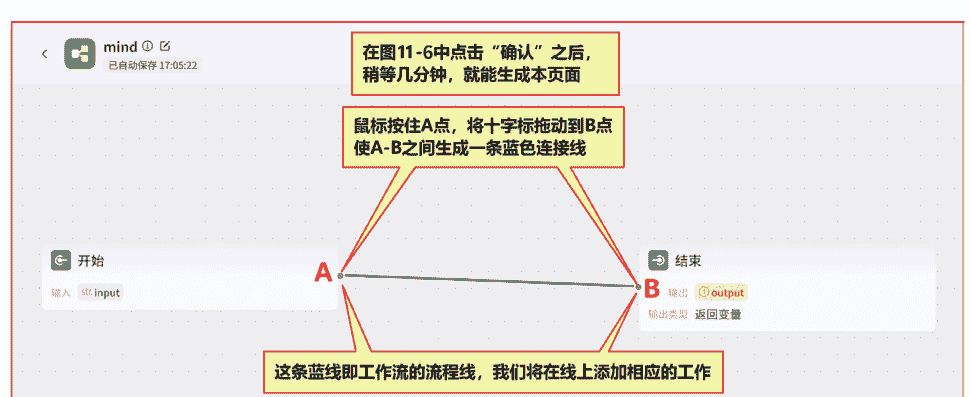 mind
已自动保存 17:05:22
在图11-6中点击“确认”之后，
稍等几分钟，就能生成本页面
鼠标按住A点，将十字标拖动到B点
使A-B之间生成一条蓝色连接线
开始
输入 str. input
A
结束
B
输出 output
输出类型 返回变量
这条蓝线即工作流的流程线，我们将在线上添加相应的工作